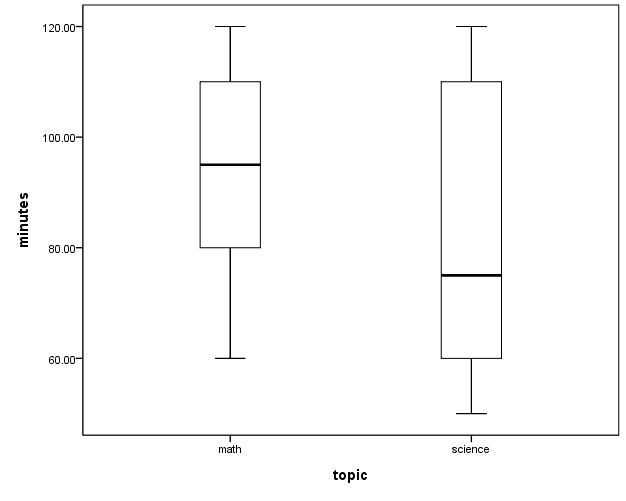 120.00
100.00
80.00
60.00
minutes
math
science
topic